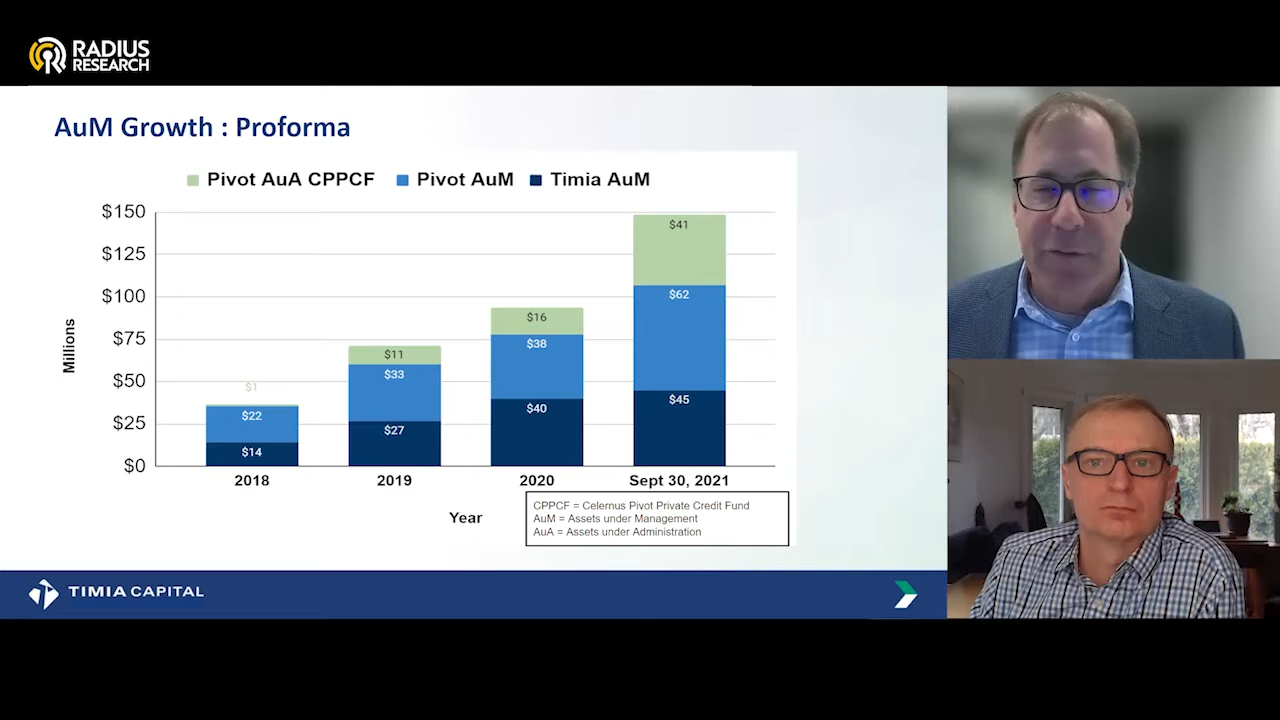 RADIUS
RESEARCH
AuM Growth : Proforma
Pivot AuA CPPCF Pivot AuM Timia AuM
$150
$125
$100
$75
$50
$25
$0
Millions
$1
$22
$14
$11
$33
$27
$16
$38
$40
$41
$62
$45
2018 2019 2020 Sept 30, 2021
Year
CPPCF = Celernus Pivot Private Credit Fund
AuM = Assets under Management
AuA = Assets under Administration
TIMIA CAPITAL